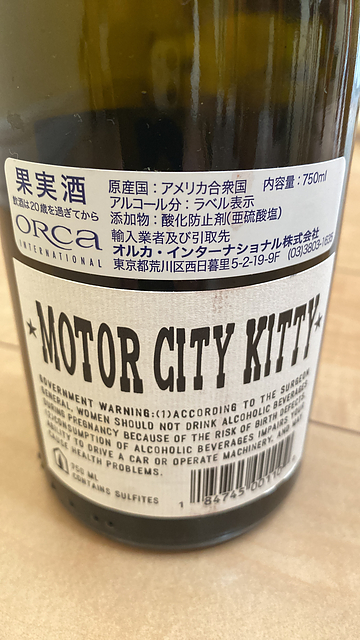 果実酒
飲酒は20歳を過ぎてから
ORCA
INTERNATIONAL
原産国：アメリカ合衆国 内容量：750ml
アルコール分：ラベル表示
添加物：酸化防止剤(亜硫酸塩)
輸入業者及び引取先
オルカ・インターナショナル株式会社
東京都荒川区西日暮里5-2-19-9F (03)3803-1635
★MOTOR CITY KITTY★
GOVERNMENT WARNING:(1)ACCORDING TO THE SURGEON
GENERAL, WOMEN SHOULD NOT DRINK ALCOHOLIC BEVERAGES
DURING PREGNANCY BECAUSE OF THE RISK OF BIRTH DEFECTS.
(2)CONSUMPTION OF ALCOHOLIC BEVERAGES IMPAIRS YOUR
ABILITY TO DRIVE A CAR OR OPERATE MACHINERY, AND MAY
CAUSE HEALTH PROBLEMS.
750 ML
CONTAINS SULFITES
1 84745 00110